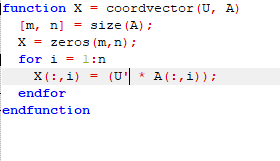 function X = coordvector(U, A)
  [m, n] = size(A);
  X = zeros(m,n);
  for i = 1:n
    X(:,i) = (U' * A(:,i));
  endfor
endfunction